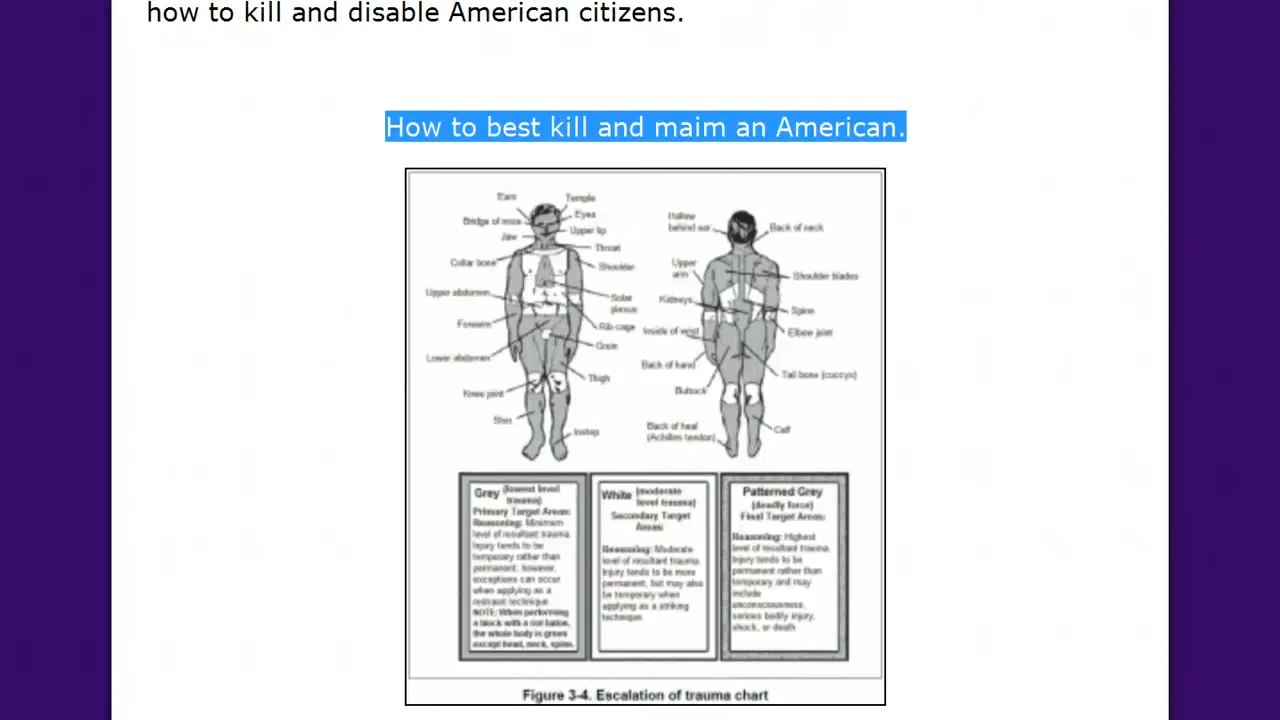 how to kill and disable American citizens.
How to best kill and maim an American.
Ears
Temple
Bridge of nose
Eyes
Jaw
Upper lip
Throat
Collar bone
Shoulder
Upper abdomen
Solar
plexus
Forearm
Rib cage
Groin
Lower abdomen
Thigh
Knee joint
Shin
Instep
Hollow
behind ear
Back of neck
Upper
arm
Shoulder blades
Kidneys
Spine
Inside of wrist
Elbow joint
Back of hand
Tail bone (coccyx)
Buttock
Back of heal
(Achilles tendon)
Calf
Grey (lowest level
trauma)
Primary Target Areas:
Reasoning: Minimum
level of resultant trauma.
Injury tends to be
temporary rather than
permanent, however,
exceptions can occur
when applying as a
restraint technique.
NOTE: When performing
a block with a riot baton,
the whole body is green
except head, neck, spine.
White (moderate
level trauma)
Secondary Target
Areas:
Reasoning: Moderate
level of resultant trauma.
Injury tends to be more
permanent, but may also
be temporary when
applying as a striking
technique.
Patterned Grey
(deadly force)
Final Target Areas:
Reasoning: Highest
level of resultant trauma.
Injury tends to be
permanent rather than
temporary and may
include
unconsciousness,
serious bodily injury,
shock, or death
Figure 3-4. Escalation of trauma chart